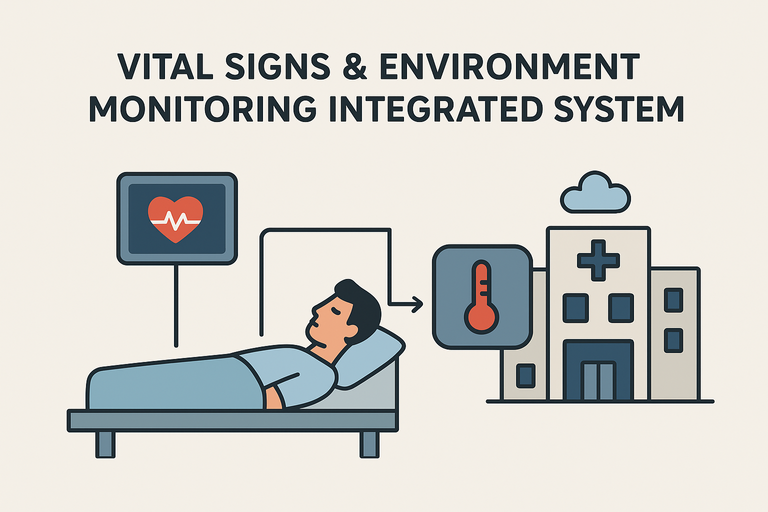 VITAL SIGNS & ENVIRONMENT
MONITORING INTEGRATED SYSTEM